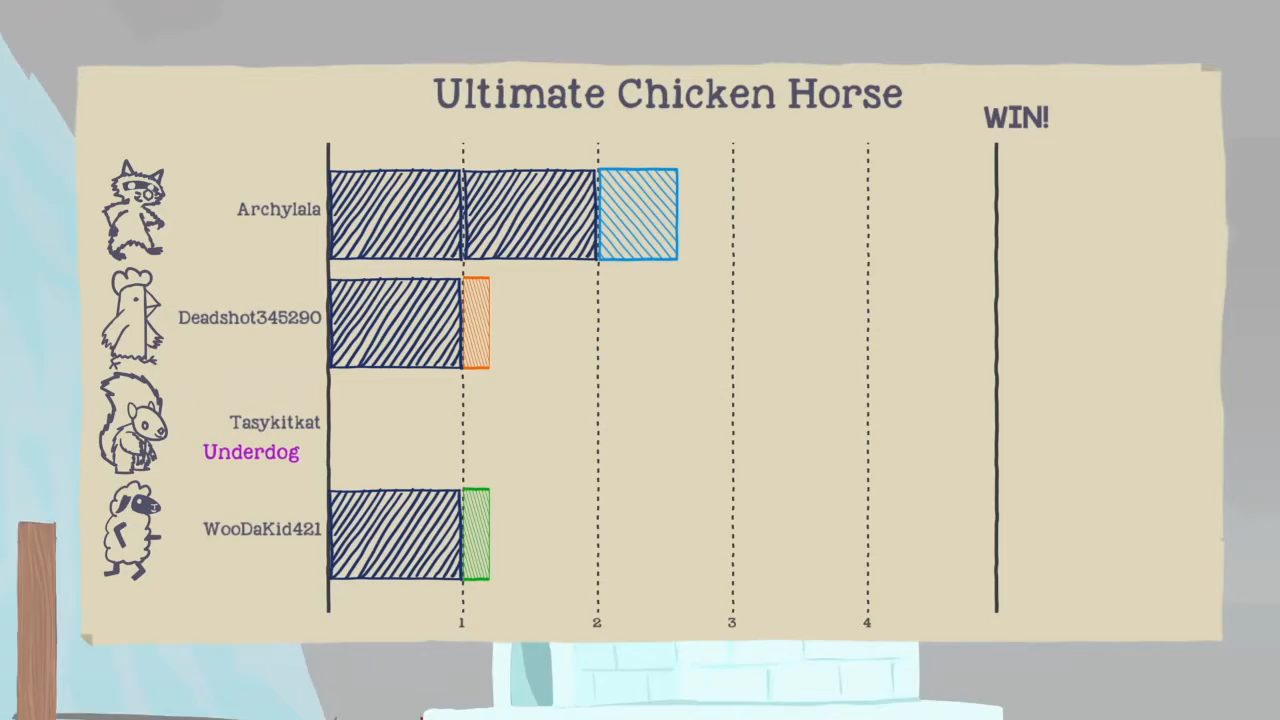 Ultimate Chicken Horse
WIN!
Archylala
Deadshot345290
Tasykitkat
Underdog
WooDaKid421
1 2 3 4